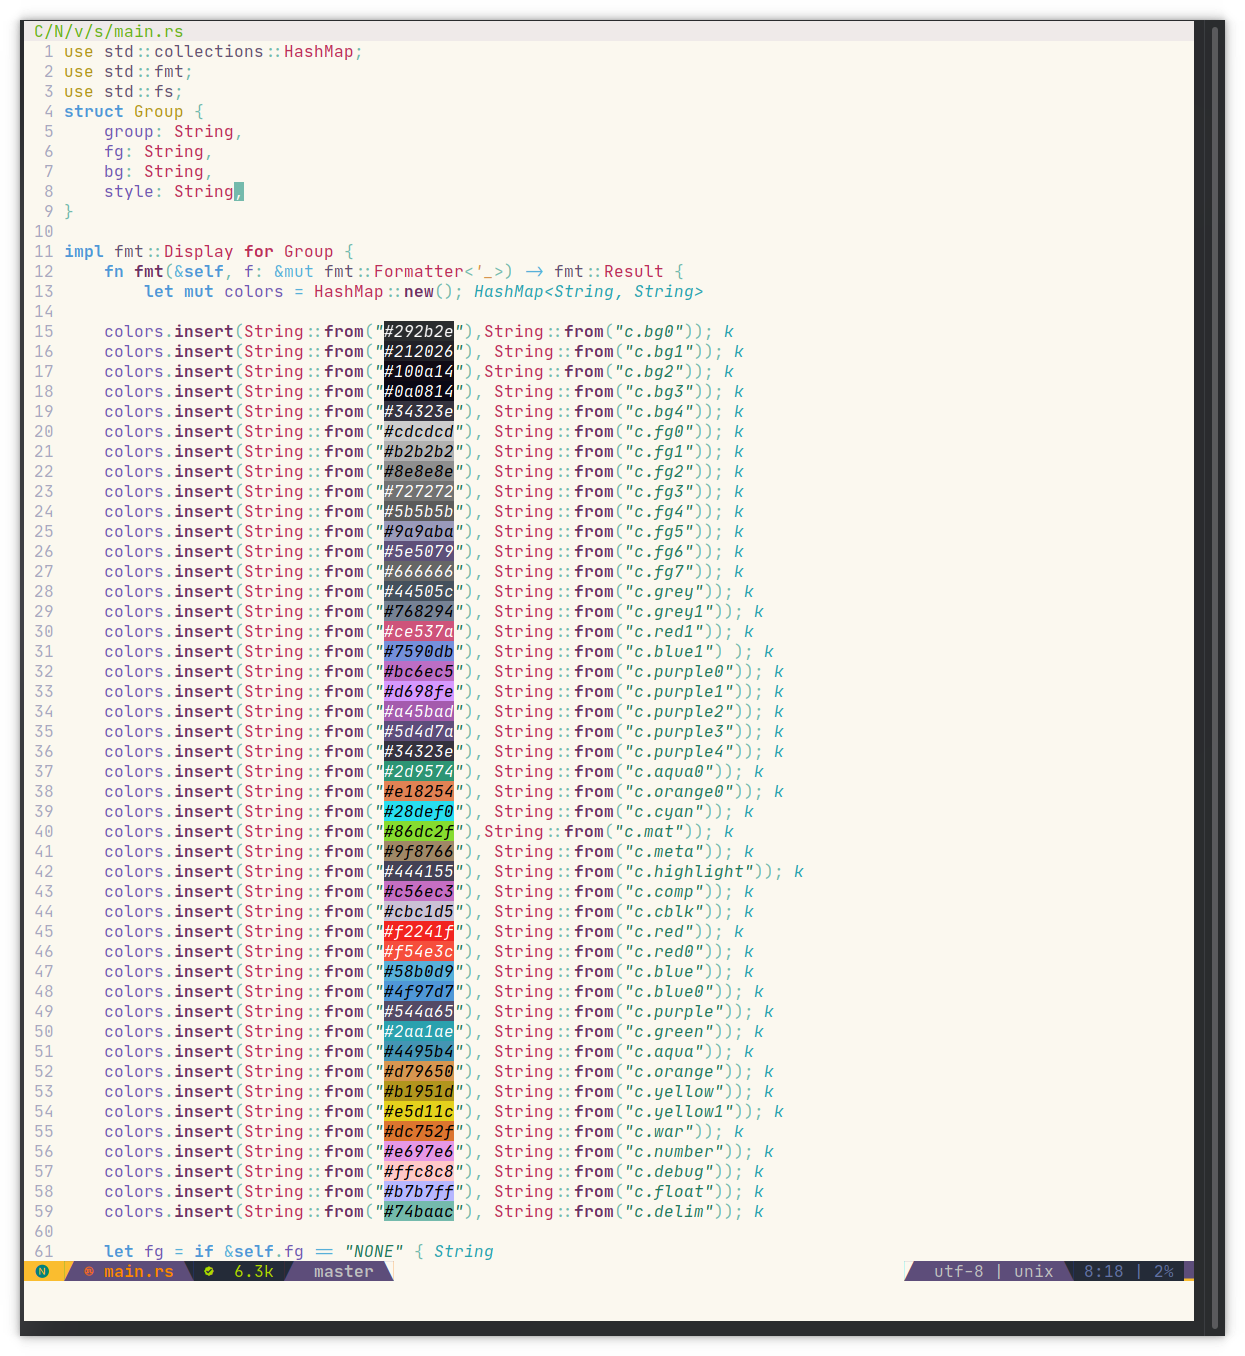 C/N/v/s/main.rs
1 use std::collections::HashMap;
2 use std::fmt;
3 use std::fs;
4 struct Group {
5     group: String,
6     fg: String,
7     bg: String,
8     style: String,
9 }
10
11 impl fmt::Display for Group {
12     fn fmt(&self, f: &mut fmt::Formatter<'_>) -> fmt::Result {
13         let mut colors = HashMap::new(); HashMap<String, String>
14
15     colors.insert(String::from("#292b2e"),String::from("c.bg0")); k
16     colors.insert(String::from("#212026"), String::from("c.bg1")); k
17     colors.insert(String::from("#100a14"),String::from("c.bg2")); k
18     colors.insert(String::from("#0a0814"), String::from("c.bg3")); k
19     colors.insert(String::from("#34323e"), String::from("c.bg4")); k
20     colors.insert(String::from("#cdcdcd"), String::from("c.fg0")); k
21     colors.insert(String::from("#b2b2b2"), String::from("c.fg1")); k
22     colors.insert(String::from("#8e8e8e"), String::from("c.fg2")); k
23     colors.insert(String::from("#727272"), String::from("c.fg3")); k
24     colors.insert(String::from("#5b5b5b"), String::from("c.fg4")); k
25     colors.insert(String::from("#9a9aba"), String::from("c.fg5")); k
26     colors.insert(String::from("#5e5079"), String::from("c.fg6")); k
27     colors.insert(String::from("#666666"), String::from("c.fg7")); k
28     colors.insert(String::from("#44505c"), String::from("c.grey")); k
29     colors.insert(String::from("#768294"), String::from("c.grey1")); k
30     colors.insert(String::from("#ce537a"), String::from("c.red1")); k
31     colors.insert(String::from("#7590db"), String::from("c.blue1") ); k
32     colors.insert(String::from("#bc6ec5"), String::from("c.purple0")); k
33     colors.insert(String::from("#d698fe"), String::from("c.purple1")); k
34     colors.insert(String::from("#a45bad"), String::from("c.purple2")); k
35     colors.insert(String::from("#5d4d7a"), String::from("c.purple3")); k
36     colors.insert(String::from("#34323e"), String::from("c.purple4")); k
37     colors.insert(String::from("#2d9574"), String::from("c.aqua0")); k
38     colors.insert(String::from("#e18254"), String::from("c.orange0")); k
39     colors.insert(String::from("#28def0"), String::from("c.cyan")); k
40     colors.insert(String::from("#86dc2f"),String::from("c.mat")); k
41     colors.insert(String::from("#9f8766"), String::from("c.meta")); k
42     colors.insert(String::from("#444155"), String::from("c.highlight")); k
43     colors.insert(String::from("#c56ec3"), String::from("c.comp")); k
44     colors.insert(String::from("#cbc1d5"), String::from("c.cblk")); k
45     colors.insert(String::from("#f2241f"), String::from("c.red")); k
46     colors.insert(String::from("#f54e3c"), String::from("c.red0")); k
47     colors.insert(String::from("#58b0d9"), String::from("c.blue")); k
48     colors.insert(String::from("#4f97d7"), String::from("c.blue0")); k
49     colors.insert(String::from("#544a65"), String::from("c.purple")); k
50     colors.insert(String::from("#2aa1ae"), String::from("c.green")); k
51     colors.insert(String::from("#4495b4"), String::from("c.aqua")); k
52     colors.insert(String::from("#d79650"), String::from("c.orange")); k
53     colors.insert(String::from("#b1951d"), String::from("c.yellow")); k
54     colors.insert(String::from("#e5d11c"), String::from("c.yellow1")); k
55     colors.insert(String::from("#dc752f"), String::from("c.war")); k
56     colors.insert(String::from("#e697e6"), String::from("c.number")); k
57     colors.insert(String::from("#ffc8c8"), String::from("c.debug")); k
58     colors.insert(String::from("#b7b7ff"), String::from("c.float")); k
59     colors.insert(String::from("#74baac"), String::from("c.delim")); k
60
61     let fg = if &self.fg == "NONE" { String
N main.rs 6.3k master utf-8 | unix 8:18 | 2%